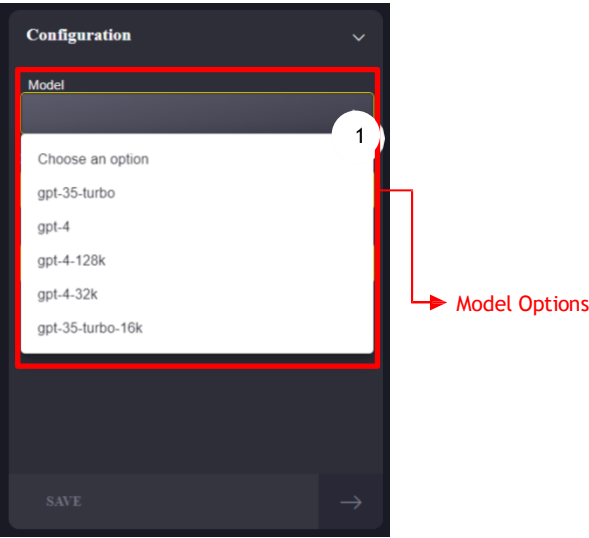 Configuration
Model
1
Choose an option
gpt-35-turbo
gpt-4
gpt-4-128k
gpt-4-32k
gpt-35-turbo-16k
Model Options
SAVE